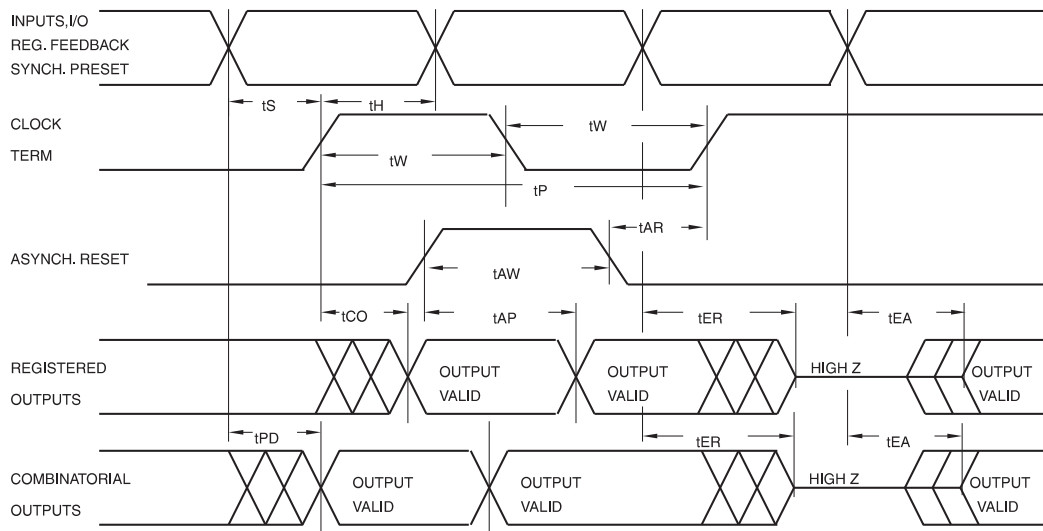 INPUTS,I/O
REG. FEEDBACK
SYNCH. PRESET
tS
tH
CLOCK
TERM
tW
tW
tP
tAR
ASYNCH. RESET
tAW
tCO
tAP
tER
tEA
REGISTERED
OUTPUTS
OUTPUT
VALID
OUTPUT
VALID
HIGH Z
OUTPUT
VALID
tPD
tER
tEA
COMBINATORIAL
OUTPUTS
OUTPUT
VALID
OUTPUT
VALID
HIGH Z
OUTPUT
VALID